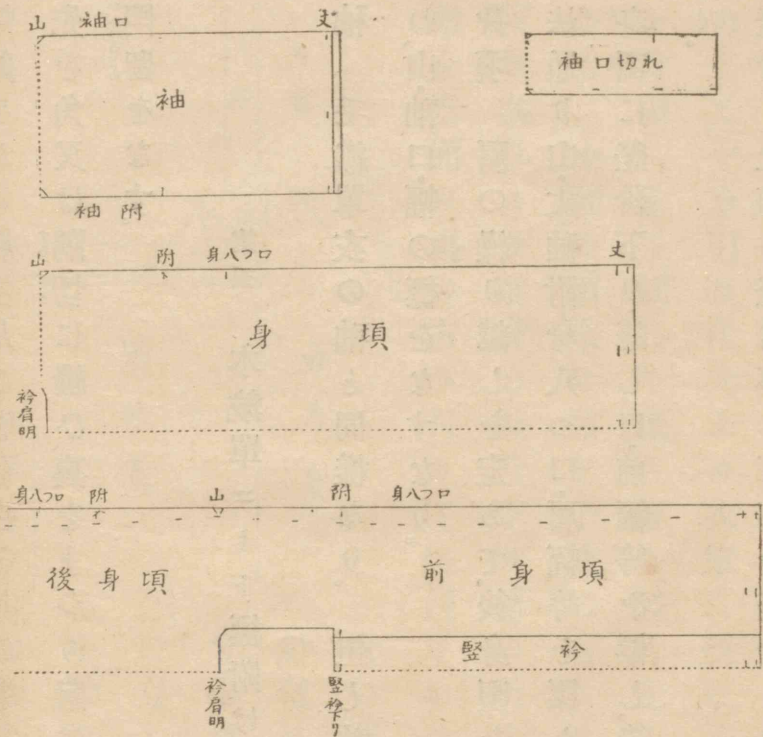 山 袖口 丈
袖
袖附
袖口切れ
山 附 身八つ口 丈
身頃
衿肩明
身八つ口 附 山 附 身八つ口
後身頃 前身頃
竪衿
衿肩明
竪衿下り